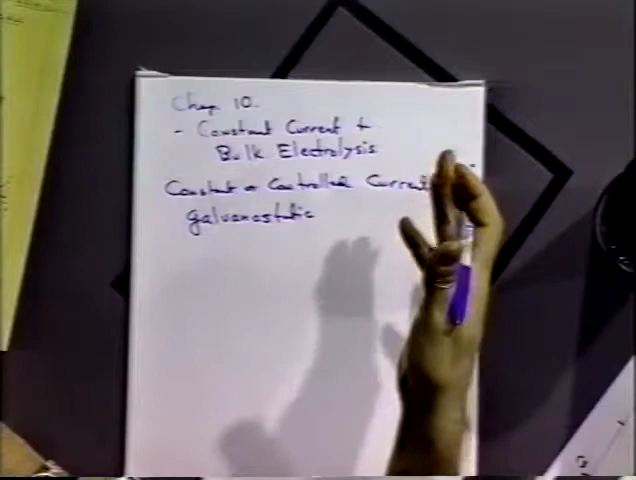 Chap 10.
- Constant Current +
Bulk Electrolysis
Constant or Controlled Current
galvanostatic